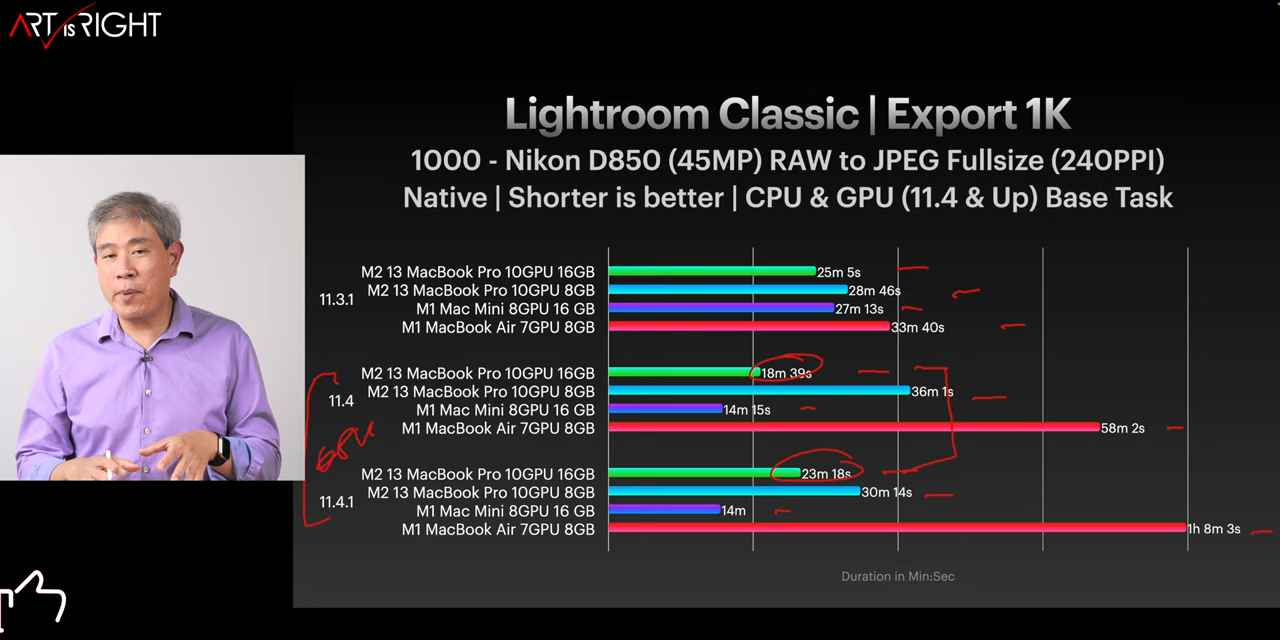 ART IS RIGHT
Lightroom Classic | Export 1K
1000 - Nikon D850 (45MP) RAW to JPEG Fullsize (240PPI)
Native | Shorter is better | CPU & GPU (11.4 & Up) Base Task
11.3.1
M2 13 MacBook Pro 10GPU 16GB 25m 5s
M2 13 MacBook Pro 10GPU 8GB 28m 46s
M1 Mac Mini 8GPU 16 GB 27m 13s
M1 MacBook Air 7GPU 8GB 33m 40s
11.4
M2 13 MacBook Pro 10GPU 16GB 18m 39s
M2 13 MacBook Pro 10GPU 8GB 36m 1s
M1 Mac Mini 8GPU 16 GB 14m 15s
M1 MacBook Air 7GPU 8GB 58m 2s
GPU
11.4.1
M2 13 MacBook Pro 10GPU 16GB 23m 18s
M2 13 MacBook Pro 10GPU 8GB 30m 14s
M1 Mac Mini 8GPU 16 GB 14m
M1 MacBook Air 7GPU 8GB 1h 8m 3s
Duration in Min:Sec